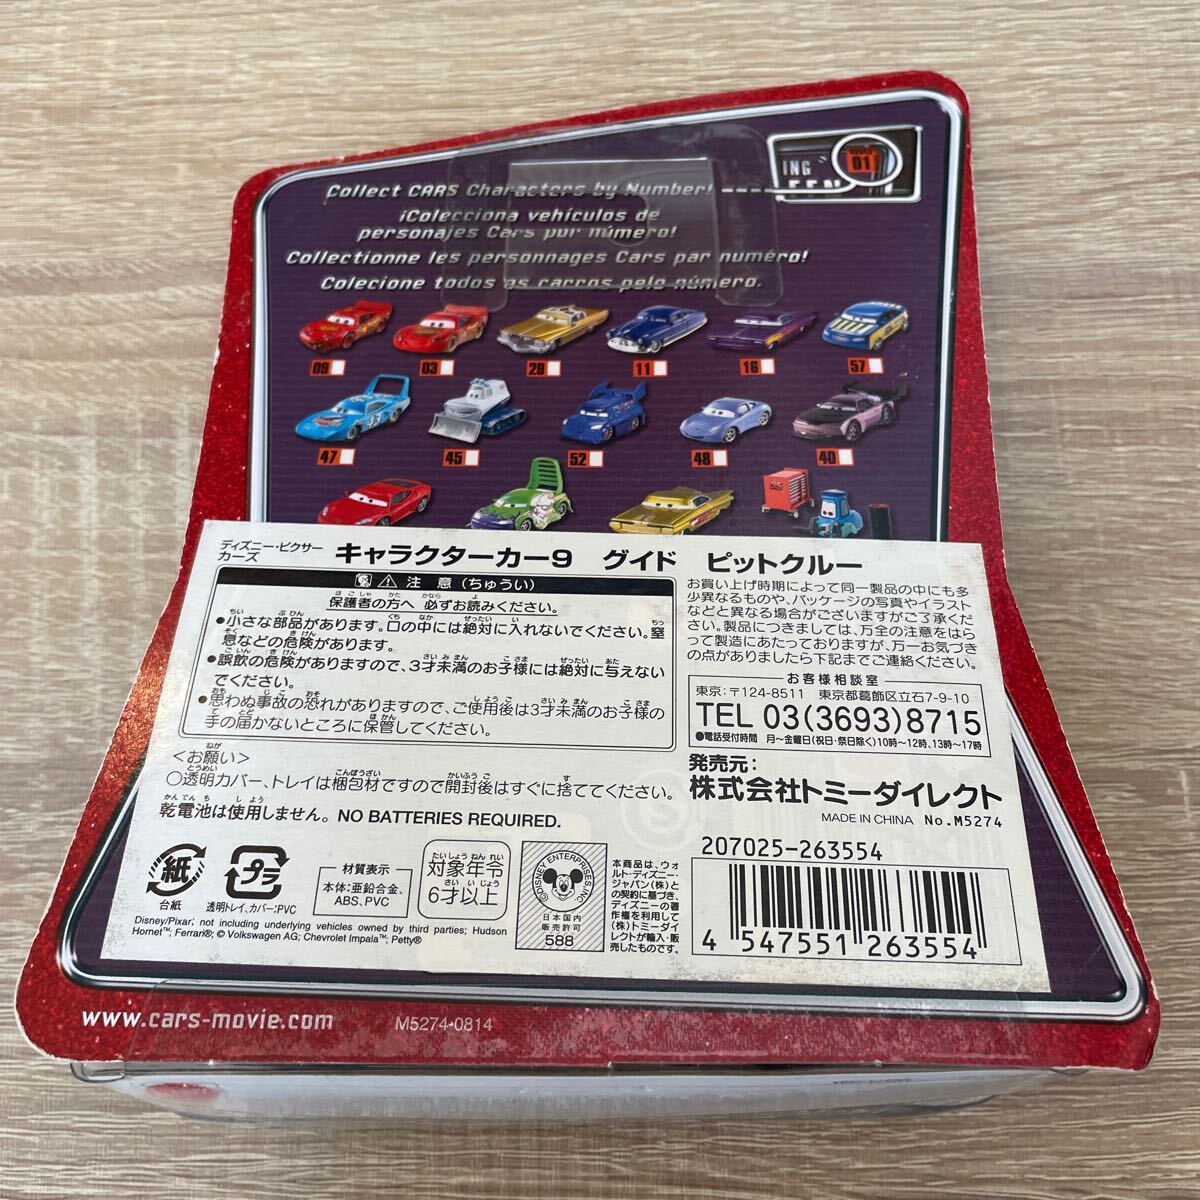 ING
01
Collect CARS Characters by Number!
¡Colecciona vehículos de
personajes Cars por número!
Collectionne les personnages Cars par numéro!
Colecione todos os carros pelo número.
09 03 29 11 16 57
47 45 52 48 40
ディズニー・ピクサー
カーズ
キャラクターカー9 グイド ピットクルー
注意(ちゅうい)
保護者の方へ 必ずお読みください。
•小さな部品があります。口の中には絶対に入れないでください。窒
息などの危険があります。
•誤飲の危険がありますので、3才未満のお子様には絶対に与えない
でください。
•思わぬ事故の恐れがありますので、ご使用後は3才未満のお子様の
手の届かないところに保管してください。
<お願い>
○透明カバー、トレイは梱包材ですので開封後はすぐに捨ててください。
乾電池は使用しません。NO BATTERIES REQUIRED.
お買い上げ時期によって同一製品の中にも多
少異なるものや、パッケージの写真やイラスト
などと異なる場合がございますがご了承くださ
い。製品につきましては、万全の注意をはら
って製造にあたっておりますが、万一お気づき
の点がありましたら下記までご連絡ください。
お客様相談室
東京:〒124-8511 東京都葛飾区立石7-9-10
TEL 03(3693)8715
●電話受付時間 月~金曜日(祝日・祭日除く)10時~12時、13時~17時
発売元:
株式会社トミーダイレクト
MADE IN CHINA No.M5274
207025-263554
4 547551 263554
紙
台紙
プラ
透明トレイ、カバー:PVC
材質表示
本体:亜鉛合金、
ABS、PVC
対象年令
6才以上
©DISNEY ENTERPRISES INC.
日本国内
販売許可
588
本商品は、ウォ
ルト・ディズニー・
ジャパン(株)と
の契約に基づき、
ディズニーの著
作権を利用して
(株)トミーダイ
レクトが輸入・販
売したものです。
Disney/Pixar; not including underlying vehicles owned by third parties; Hudson
Hornet™; Ferrari®; © Volkswagen AG; Chevrolet Impala™; Petty®
www.cars-movie.com
M5274-0814